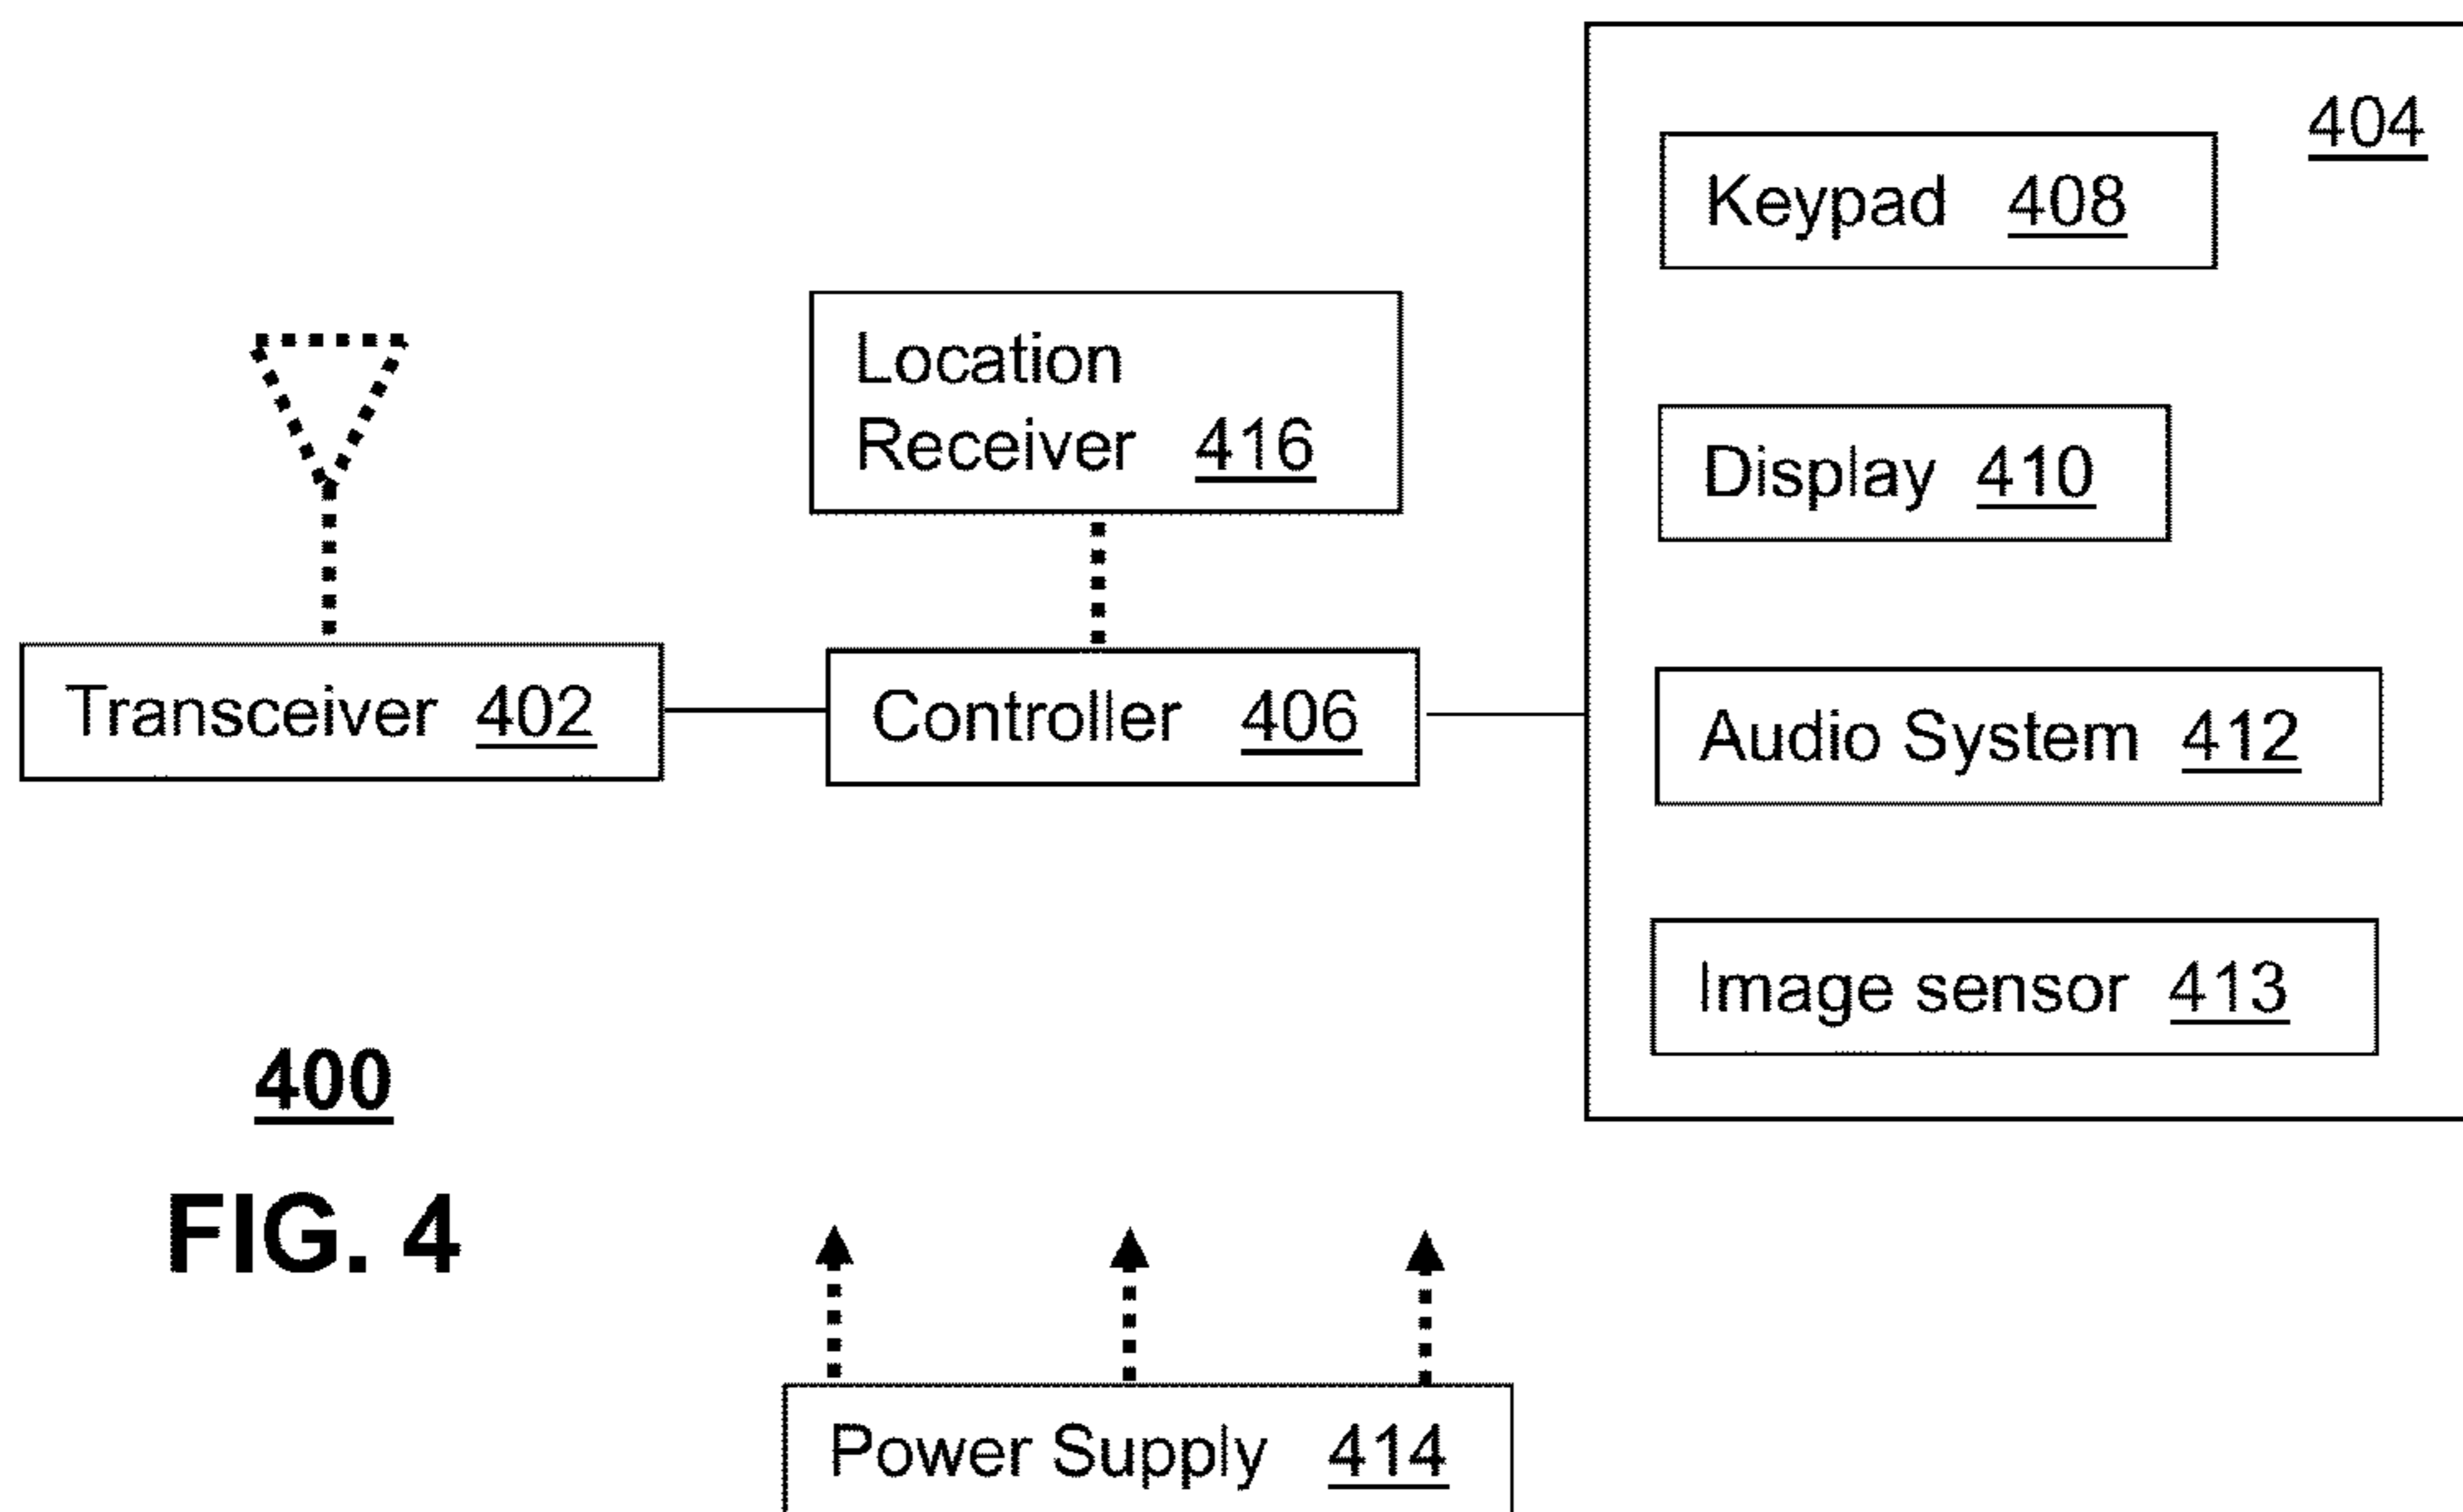 404
Keypad 408
Location
Receiver 416
Display 410
Transceiver 402
Controller 406
Audio System 412
Image sensor 413
400
FIG. 4
Power Supply 414